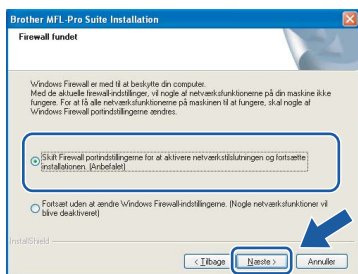 Brother MFL-Pro Suite Installation
Firewall fundet
Windows Firewall er med til at beskytte din computer.
Med de aktuelle firewall-indstillinger, vil nogle af netværksfunktionerne på din maskine ikke
fungere. For at få alle netværksfunktionerne på maskinen til at fungere, skal nogle af
Windows Firewall portindstillingerne ændres.
Skift Firewall portindstillingerne for at aktivere netværkstilslutningen og fortsætte
installationen. (Anbefalet)
Fortsæt uden at ændre Windows Firewall-indstillingerne. (Nogle netværksfunktioner vil
blive deaktiveret)
InstallShield
< Tilbage Næste > Annuller